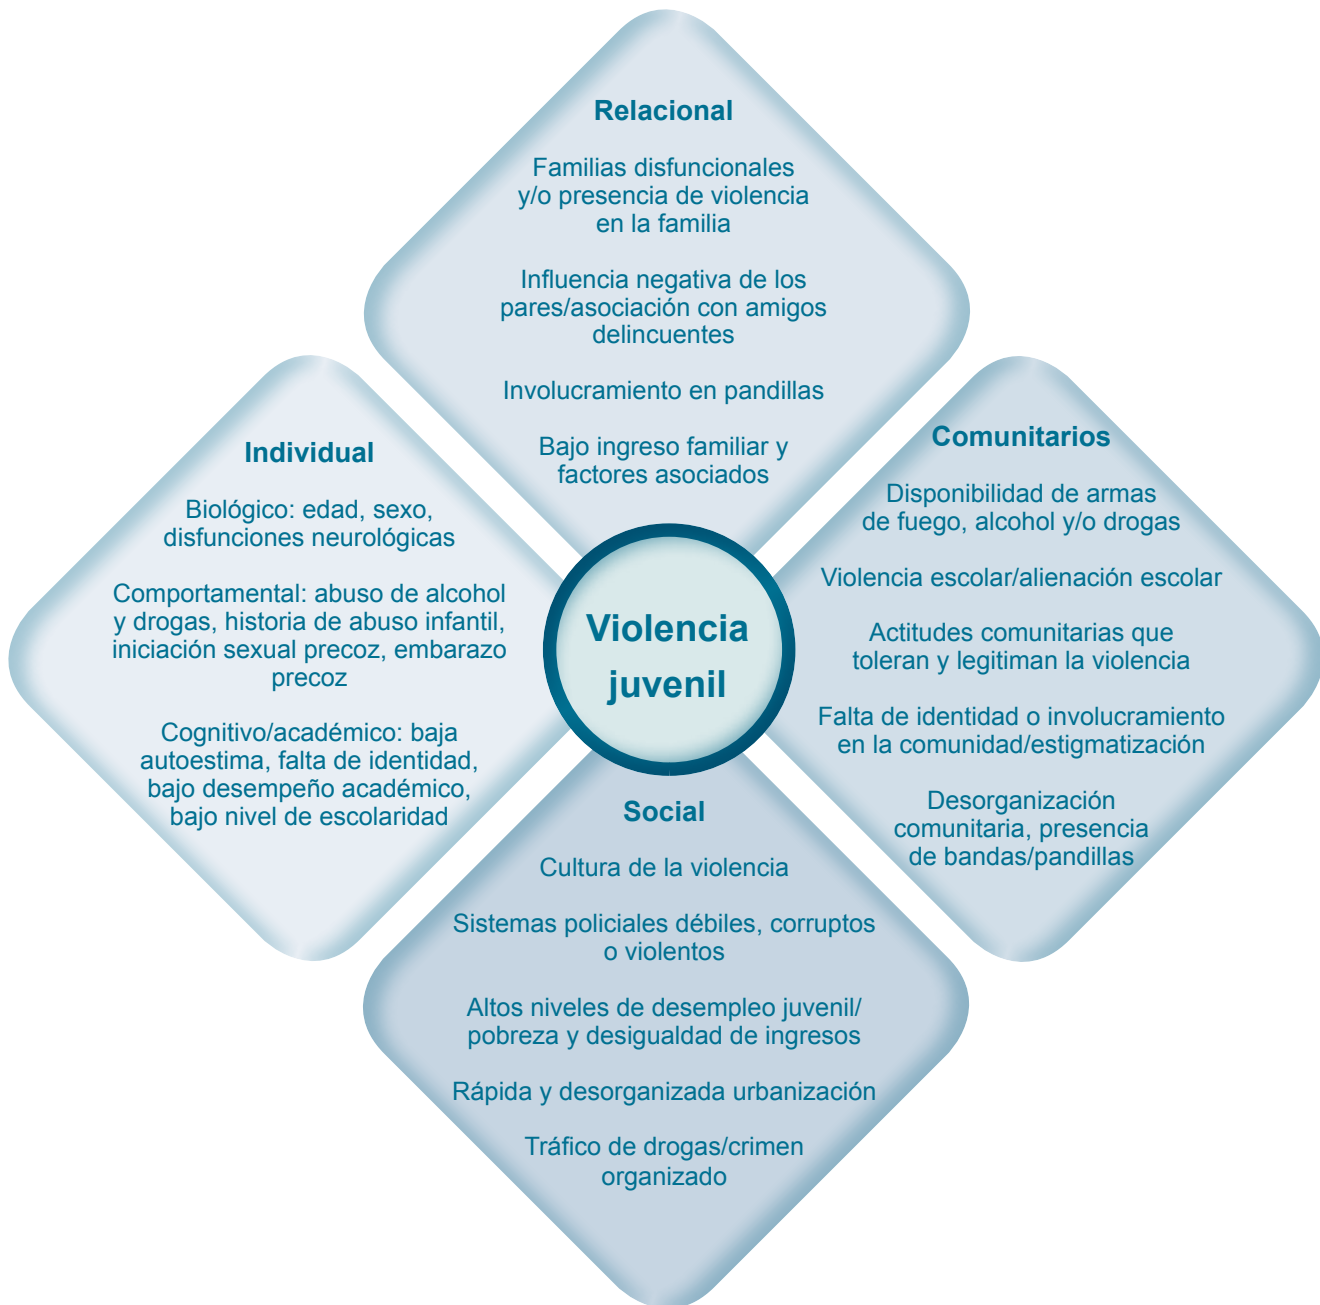 Relacional
Familias disfuncionales
y/o presencia de violencia
en la familia
Influencia negativa de los
pares/asociación con amigos
delincuentes
Involucramiento en pandillas
Bajo ingreso familiar y
factores asociados
Individual
Biológico: edad, sexo,
disfunciones neurológicas
Comportamental: abuso de alcohol
y drogas, historia de abuso infantil,
iniciación sexual precoz, embarazo
precoz
Cognitivo/académico: baja
autoestima, falta de identidad,
bajo desempeño académico,
bajo nivel de escolaridad
Violencia
juvenil
Comunitarios
Disponibilidad de armas
de fuego, alcohol y/o drogas
Violencia escolar/alienación escolar
Actitudes comunitarias que
toleran y legitiman la violencia
Falta de identidad o involucramiento
en la comunidad/estigmatización
Desorganización
comunitaria, presencia
de bandas/pandillas
Social
Cultura de la violencia
Sistemas policiales débiles, corruptos
o violentos
Altos niveles de desempleo juvenil/
pobreza y desigualdad de ingresos
Rápida y desorganizada urbanización
Tráfico de drogas/crimen
organizado